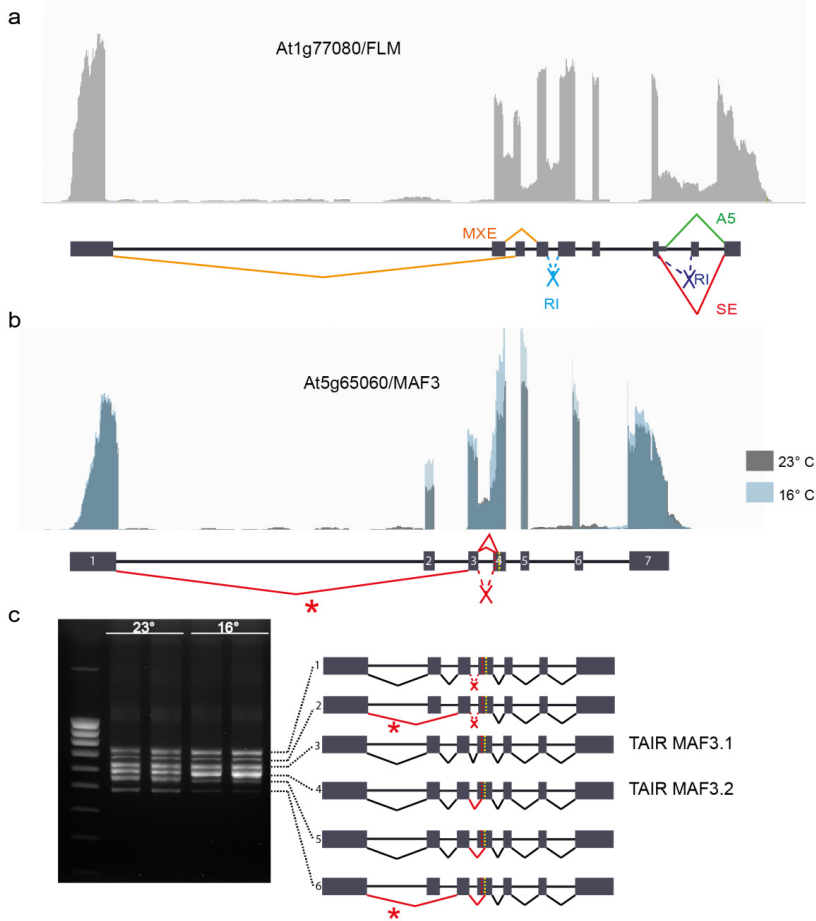 a
At1g77080/FLM
MXE
A5
RI
RI
SE
b
At5g65060/MAF3
23° C
16° C
1
2
3
4
5
6
7
*
c
23°
16°
1
2
*
3
TAIR MAF3.1
4
TAIR MAF3.2
5
6
*